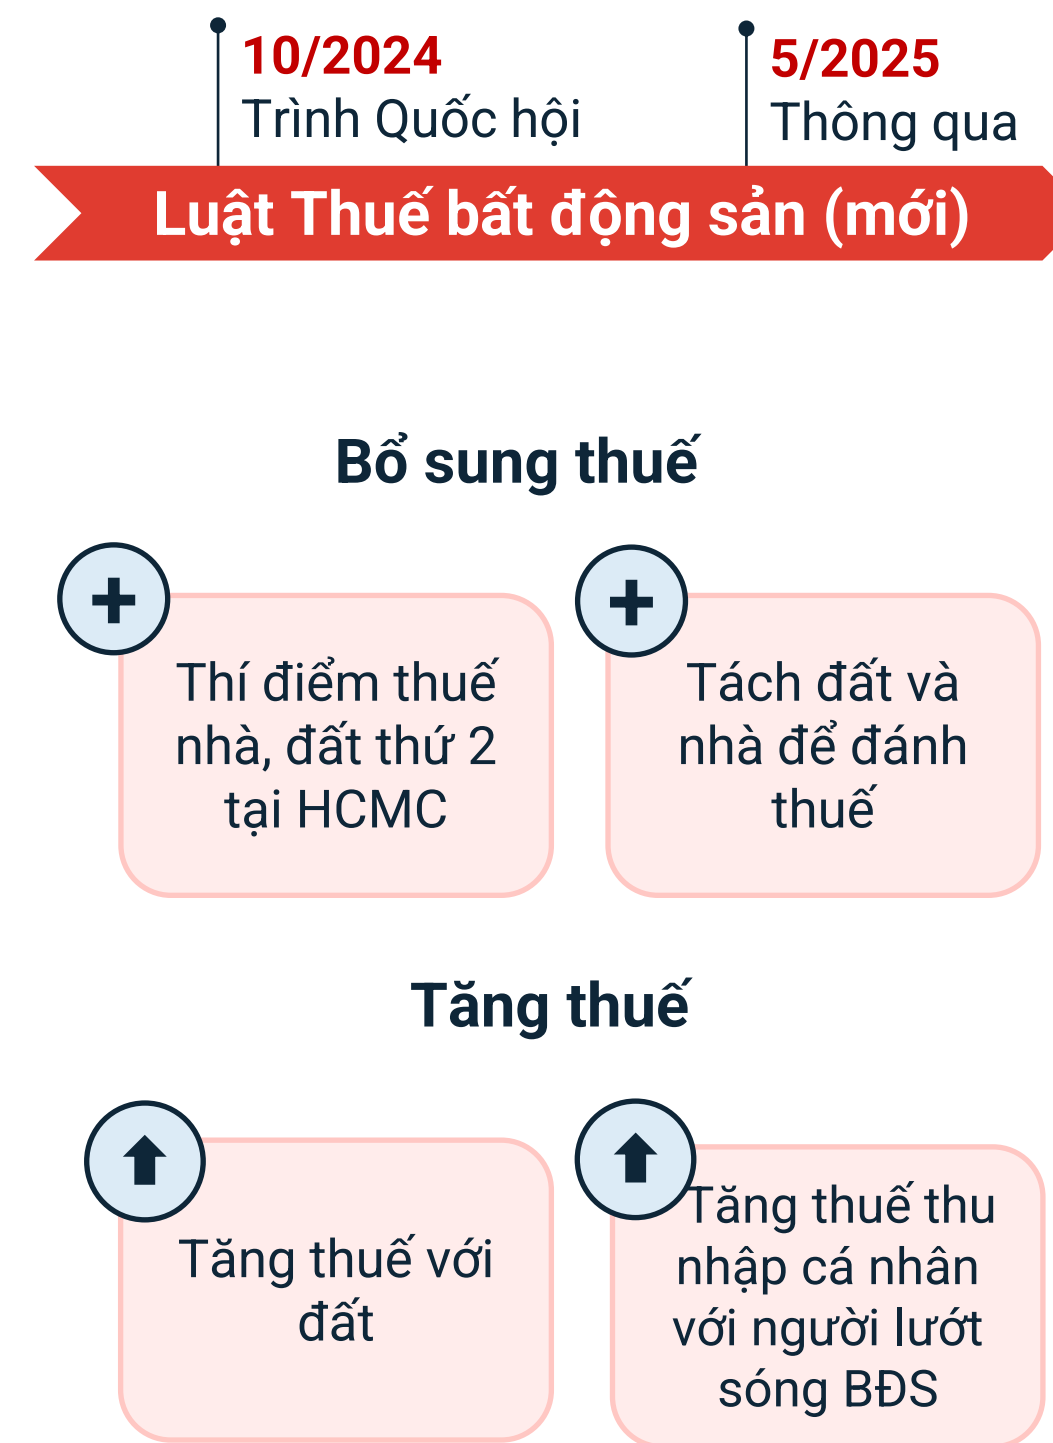 10/2024
Trình Quốc hội
5/2025
Thông qua
Luật Thuế bất động sản (mới)
Bổ sung thuế
+
Thí điểm thuế
nhà, đất thứ 2
tại HCMC
+
Tách đất và
nhà để đánh
thuế
Tăng thuế
Tăng thuế với
đất
Tăng thuế thu
nhập cá nhân
với người lướt
sóng BĐS